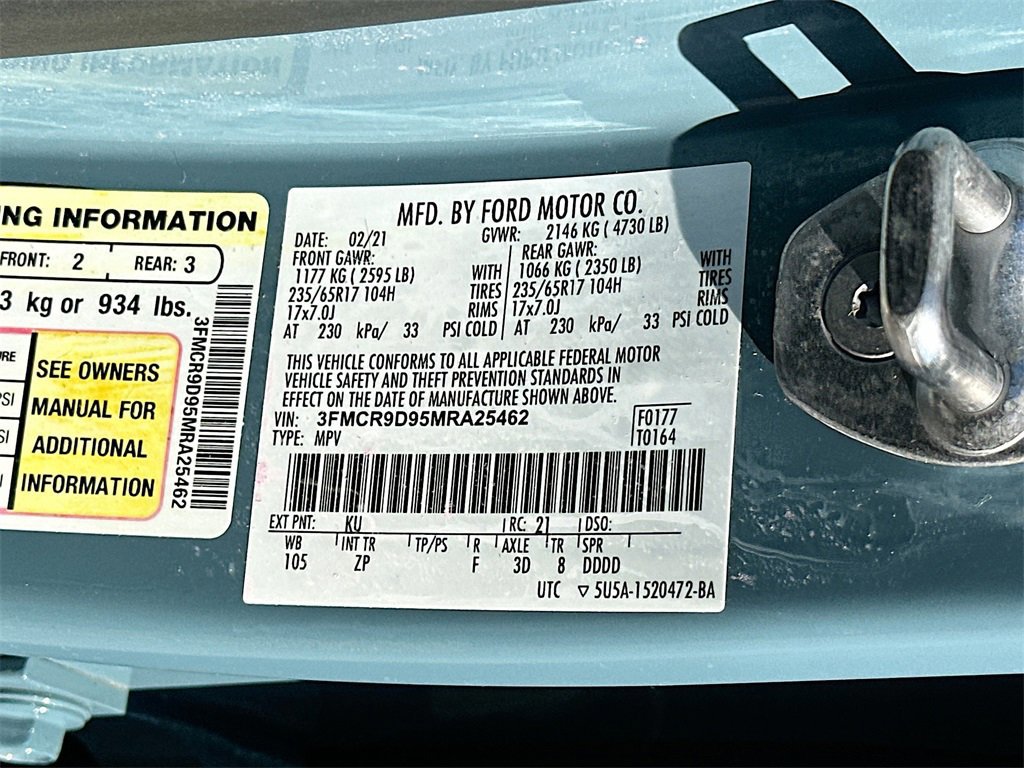 NG INFORMATION
FRONT: 2 REAR: 3
3 kg or 934 lbs.
SEE OWNERS
MANUAL FOR
ADDITIONAL
INFORMATION
3FMCR9D95MRA25462
MFD. BY FORD MOTOR CO.
DATE: 02/21 GVWR: 2146 KG ( 4730 LB)
FRONT GAWR: REAR GAWR:
1177 KG ( 2595 LB) WITH 1066 KG ( 2350 LB) WITH
235/65R17 104H TIRES 235/65R17 104H TIRES
17x7.0J RIMS 17x7.0J RIMS
AT 230 kPa/ 33 PSI COLD AT 230 kPa/ 33 PSI COLD
THIS VEHICLE CONFORMS TO ALL APPLICABLE FEDERAL MOTOR
VEHICLE SAFETY AND THEFT PREVENTION STANDARDS IN
EFFECT ON THE DATE OF MANUFACTURE SHOWN ABOVE.
VIN: 3FMCR9D95MRA25462 F0177
TYPE: MPV T0164
EXT PNT: KU RC: 21 DSO:
WB INT TR TP/PS R AXLE TR SPR
105 ZP F 3D 8 DDDD
UTC ▽ 5U5A-1520472-BA